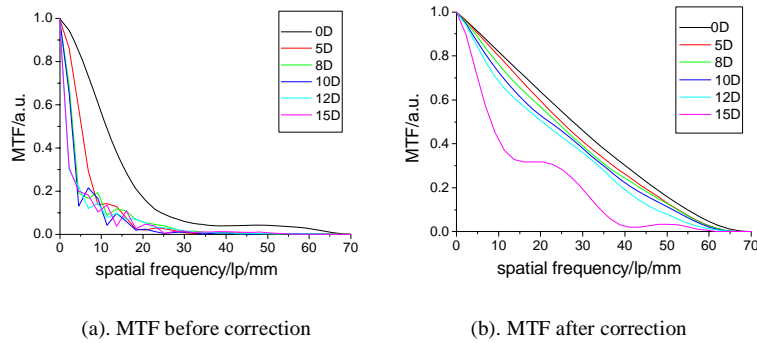 1.0
0.8
0.6
0.4
0.2
0.0
MTF/a.u.
0 10 20 30 40 50 60 70
spatial frequency/lp/mm
0D
5D
8D
10D
12D
15D
(a). MTF before correction
1.0
0.8
0.6
0.4
0.2
0.0
MTF/a.u.
0 10 20 30 40 50 60 70
spatial frequency/lp/mm
0D
5D
8D
10D
12D
15D
(b). MTF after correction